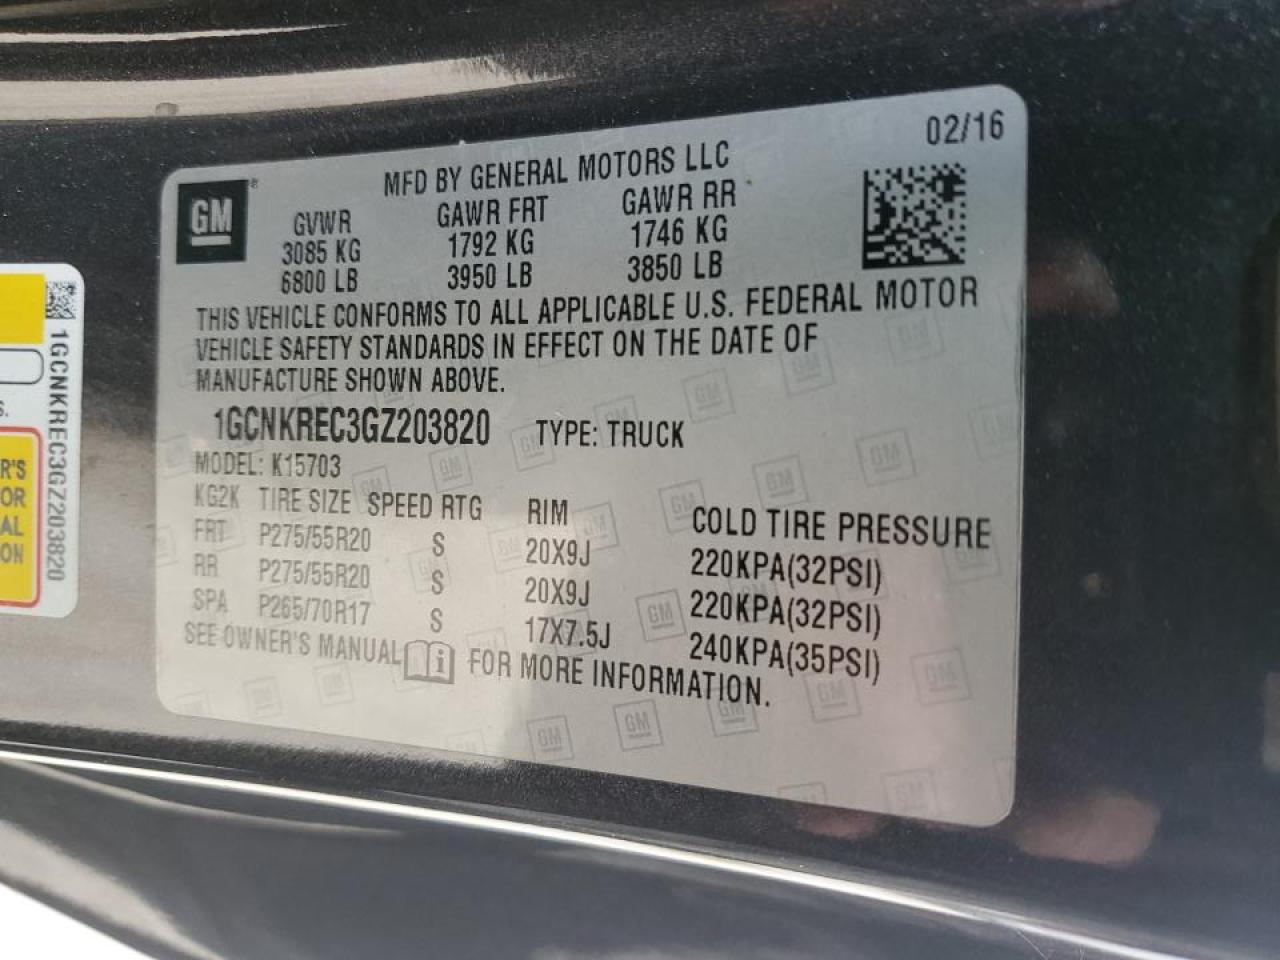 02/16
MFD BY GENERAL MOTORS LLC
GM ®
GVWR GAWR FRT GAWR RR
3085 KG 1792 KG 1746 KG
6800 LB 3950 LB 3850 LB
THIS VEHICLE CONFORMS TO ALL APPLICABLE U.S. FEDERAL MOTOR
VEHICLE SAFETY STANDARDS IN EFFECT ON THE DATE OF
MANUFACTURE SHOWN ABOVE.
1GCNKREC3GZ203820 TYPE: TRUCK
MODEL: K15703
KG2K TIRE SIZE SPEED RTG RIM COLD TIRE PRESSURE
FRT P275/55R20 S 20X9J 220KPA(32PSI)
RR P275/55R20 S 20X9J 220KPA(32PSI)
SPA P265/70R17 S 17X7.5J 240KPA(35PSI)
SEE OWNER'S MANUAL i FOR MORE INFORMATION.
1GCNKREC3GZ203820
S.
R'S
OR
AL
ON